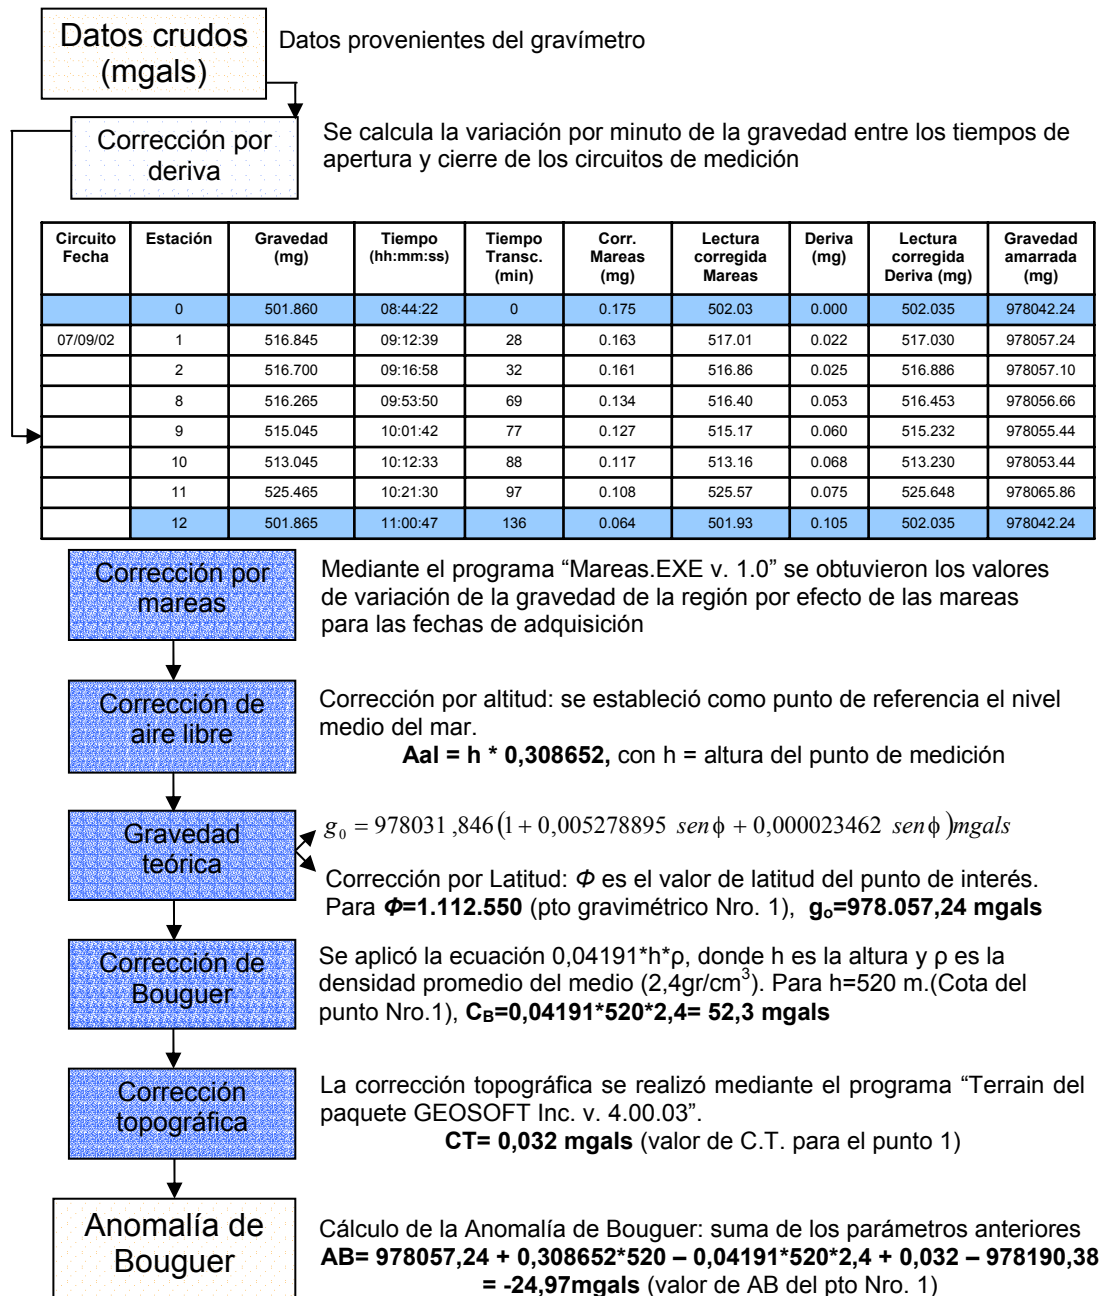 Datos crudos
(mgals)
Datos provenientes del gravímetro
Corrección por
deriva
Se calcula la variación por minuto de la gravedad entre los tiempos de
apertura y cierre de los circuitos de medición
Circuito Fecha Estación Gravedad (mg) Tiempo (hh:mm:ss) Tiempo Transc. (min) Corr. Mareas (mg) Lectura corregida Mareas Deriva (mg) Lectura corregida Deriva (mg) Gravedad amarrada (mg)
0 501.860 08:44:22 0 0.175 502.03 0.000 502.035 978042.24
07/09/02 1 516.845 09:12:39 28 0.163 517.01 0.022 517.030 978057.24
2 516.700 09:16:58 32 0.161 516.86 0.025 516.886 978057.10
8 516.265 09:53:50 69 0.134 516.40 0.053 516.453 978056.66
9 515.045 10:01:42 77 0.127 515.17 0.060 515.232 978055.44
10 513.045 10:12:33 88 0.117 513.16 0.068 513.230 978053.44
11 525.465 10:21:30 97 0.108 525.57 0.075 525.648 978065.86
12 501.865 11:00:47 136 0.064 501.93 0.105 502.035 978042.24
Corrección por
mareas
Mediante el programa “Mareas.EXE v. 1.0” se obtuvieron los valores
de variación de la gravedad de la región por efecto de las mareas
para las fechas de adquisición
Corrección de
aire libre
Corrección por altitud: se estableció como punto de referencia el nivel
medio del mar.
Aal = h * 0,308652, con h = altura del punto de medición
Gravedad
teórica
g₀ = 978031 ,846(1 + 0,005278895 senϕ + 0,000023462 senϕ)mgals
Corrección por Latitud: Φ es el valor de latitud del punto de interés.
Para Φ=1.112.550 (pto gravimétrico Nro. 1), gₒ=978.057,24 mgals
Corrección de
Bouguer
Se aplicó la ecuación 0,04191*h*ρ, donde h es la altura y ρ es la
densidad promedio del medio (2,4gr/cm³). Para h=520 m.(Cota del
punto Nro.1), C_B=0,04191*520*2,4= 52,3 mgals
Corrección
topográfica
La corrección topográfica se realizó mediante el programa “Terrain del
paquete GEOSOFT Inc. v. 4.00.03”.
CT= 0,032 mgals (valor de C.T. para el punto 1)
Anomalía de
Bouguer
Cálculo de la Anomalía de Bouguer: suma de los parámetros anteriores
AB= 978057,24 + 0,308652*520 – 0,04191*520*2,4 + 0,032 – 978190,38
= -24,97mgals (valor de AB del pto Nro. 1)